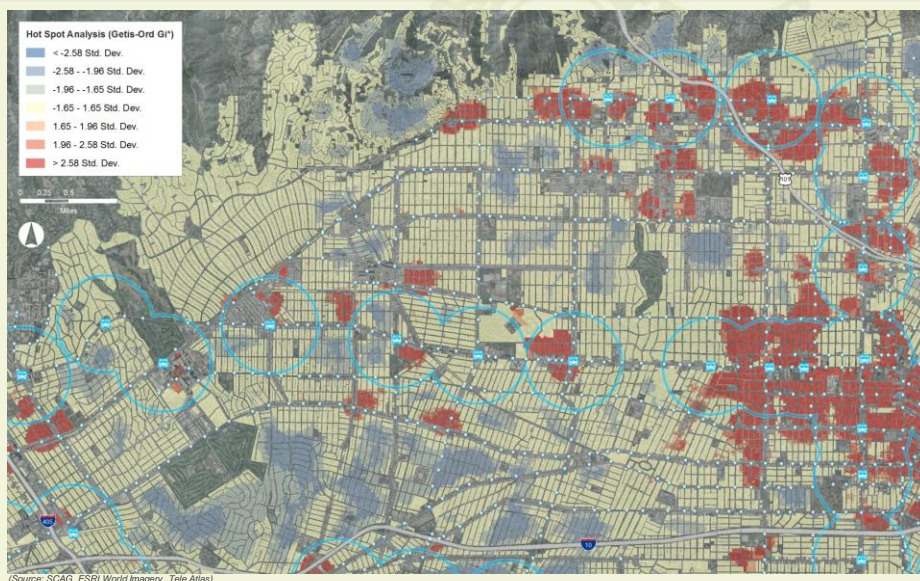 Hot Spot Analysis (Getis-Ord Gi*)
< -2.58 Std. Dev.
-2.58 - -1.96 Std. Dev.
-1.96 - -1.65 Std. Dev.
-1.65 - 1.65 Std. Dev.
1.65 - 1.96 Std. Dev.
1.96 - 2.58 Std. Dev.
> 2.58 Std. Dev.
0 0.25 0.5
Miles
101
405
10
(Source: SCAG, ESRI World Imagery, Tele Atlas)